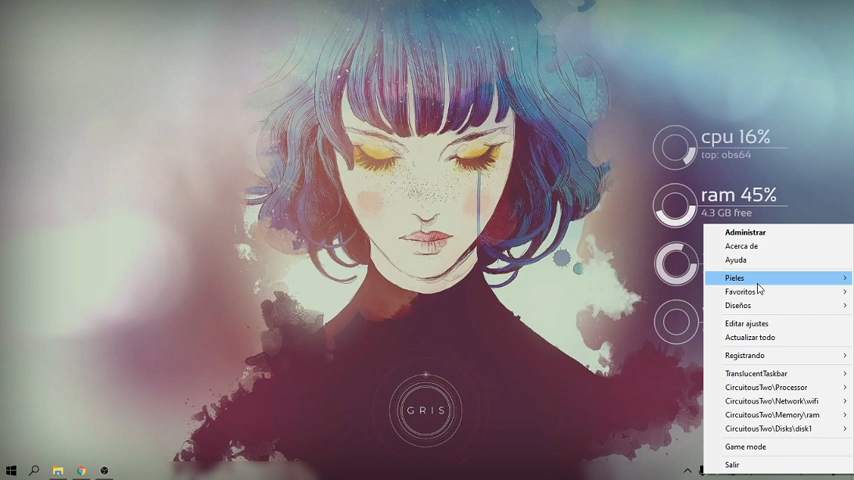 cpu 16%
top: obs64
ram 45%
4.3 GB free
Administrar
Acerca de
Ayuda
Pieles
Favoritos
Diseños
Editar ajustes
Actualizar todo
Registrando
TranslucentTaskbar
CircuitousTwo\Processor
CircuitousTwo\Network\wifi
CircuitousTwo\Memory\ram
CircuitousTwo\Disks\disk1
Game mode
Salir
GRIS